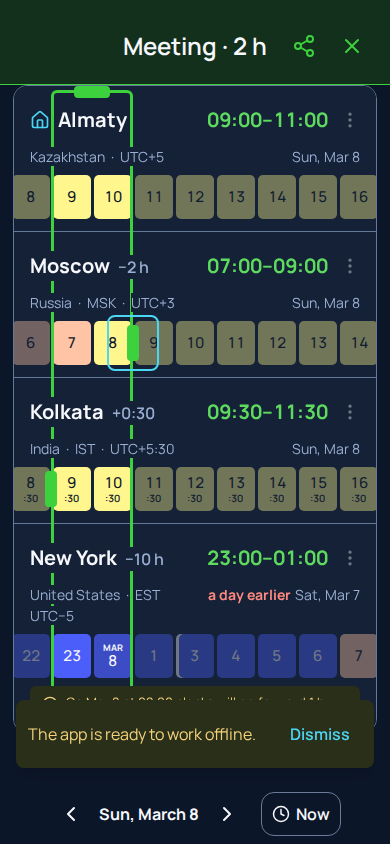 Meeting · 2 h
Almaty 09:00–11:00
Kazakhstan · UTC+5 Sun, Mar 8
8 9 10 11 12 13 14 15 16
Moscow −2 h 07:00–09:00
Russia · MSK · UTC+3 Sun, Mar 8
6 7 8 9 10 11 12 13 14
Kolkata +0:30 09:30–11:30
India · IST · UTC+5:30 Sun, Mar 8
8 9 10 11 12 13 14 15 16
:30 :30 :30 :30 :30 :30 :30 :30 :30
New York −10 h 23:00–01:00
United States · EST a day earlier Sat, Mar 7
UTC−5
22 23 MAR 8 1 3 4 5 6 7
The app is ready to work offline. Dismiss
Sun, March 8 Now